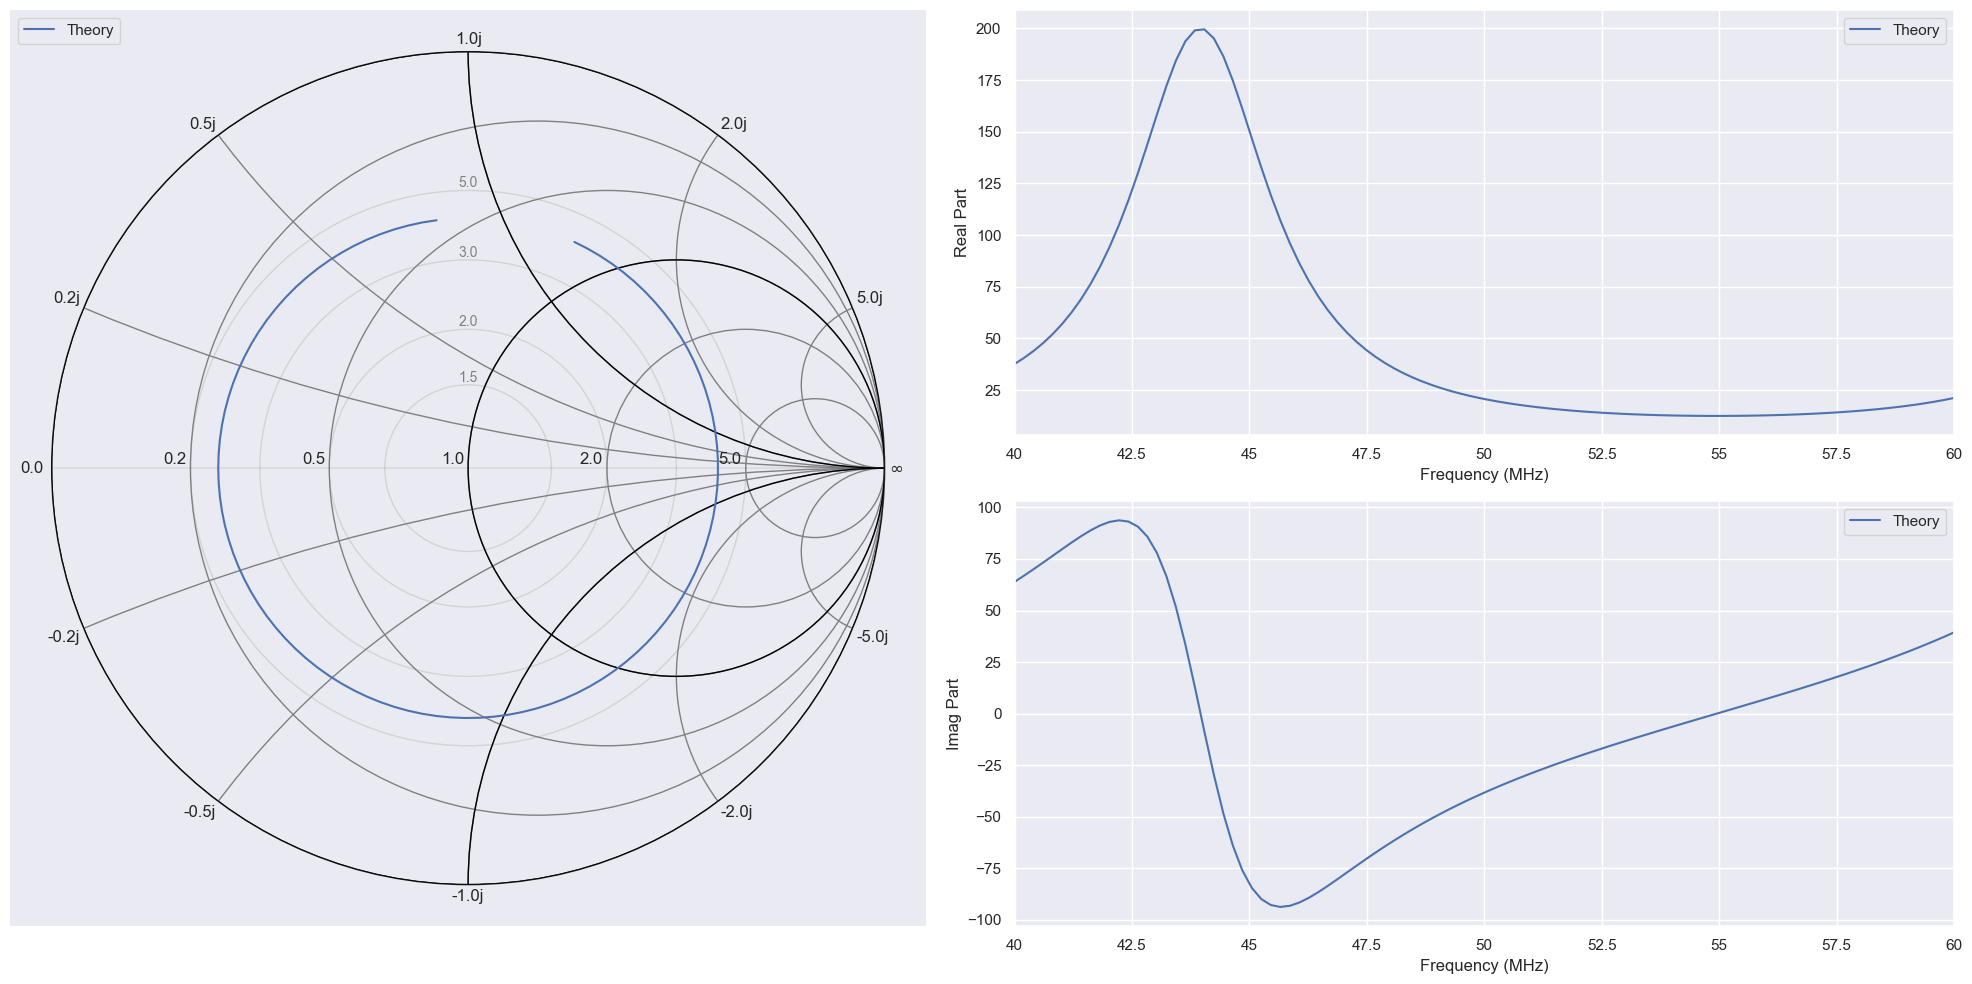 Theory
1.0j
0.5j
2.0j
5.0
0.2j
3.0
5.0j
2.0
1.5
0.0
0.2
0.5
1.0
2.0
5.0
∞
-0.2j
-5.0j
-0.5j
-2.0j
-1.0j
Theory
200
175
150
125
100
75
50
25
Real Part
40
42.5
45
47.5
50
52.5
55
57.5
60
Frequency (MHz)
Theory
100
75
50
25
0
−25
−50
−75
−100
Imag Part
40
42.5
45
47.5
50
52.5
55
57.5
60
Frequency (MHz)